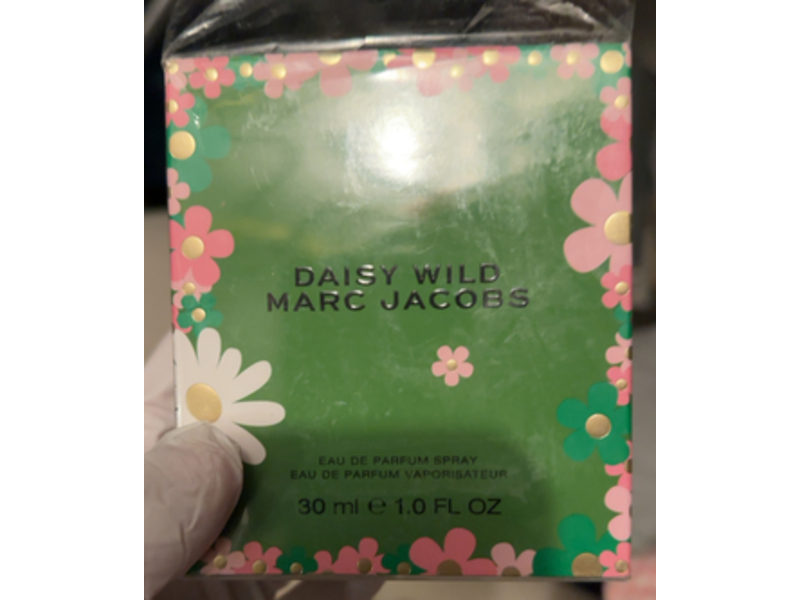 DAISY WILD
MARC JACOBS
EAU DE PARFUM SPRAY
EAU DE PARFUM VAPORISATEUR
30 ml ℮ 1.0 FL OZ